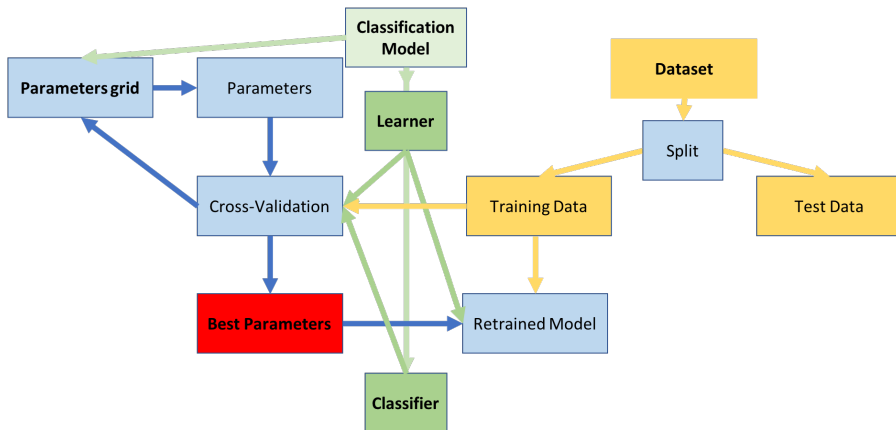 Classification
Model
Dataset
Parameters grid
Parameters
Learner
Split
Cross-Validation
Training Data
Test Data
Best Parameters
Retrained Model
Classifier